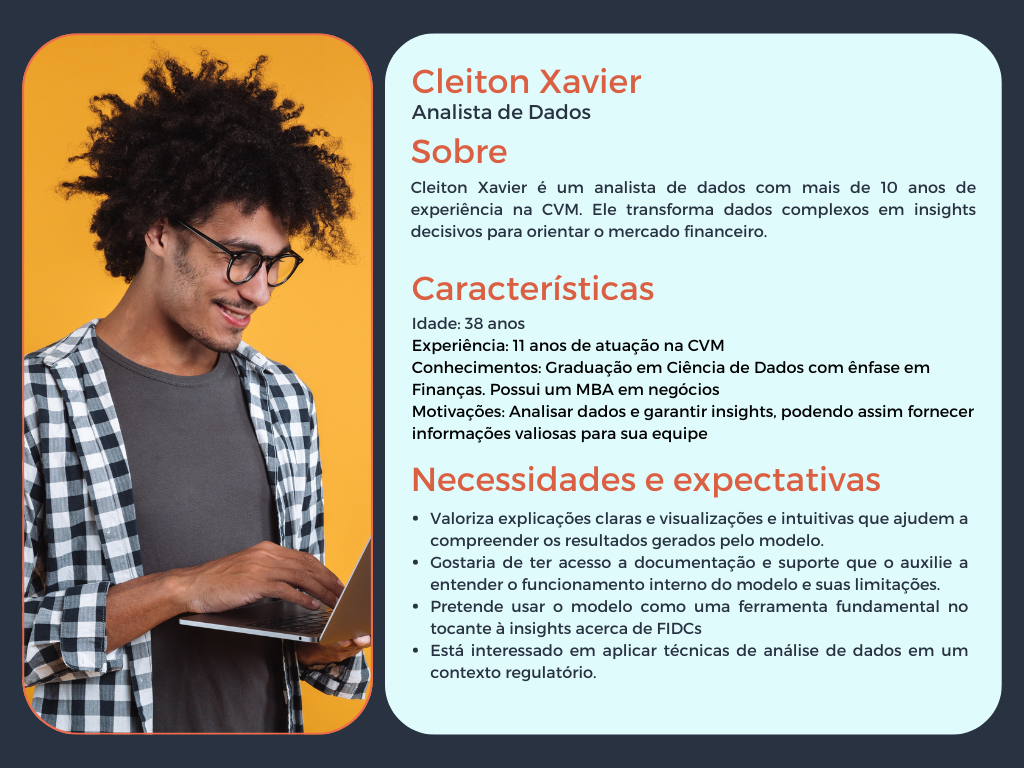 Cleiton Xavier
Analista de Dados
Sobre
Cleiton Xavier é um analista de dados com mais de 10 anos de
experiência na CVM. Ele transforma dados complexos em insights
decisivos para orientar o mercado financeiro.
Características
Idade: 38 anos
Experiência: 11 anos de atuação na CVM
Conhecimentos: Graduação em Ciência de Dados com ênfase em
Finanças. Possui um MBA em negócios
Motivações: Analisar dados e garantir insights, podendo assim fornecer
informações valiosas para sua equipe
Necessidades e expectativas
• Valoriza explicações claras e visualizações e intuitivas que ajudem a
compreender os resultados gerados pelo modelo.
• Gostaria de ter acesso a documentação e suporte que o auxilie a
entender o funcionamento interno do modelo e suas limitações.
• Pretende usar o modelo como uma ferramenta fundamental no
tocante à insights acerca de FIDCs
• Está interessado em aplicar técnicas de análise de dados em um
contexto regulatório.